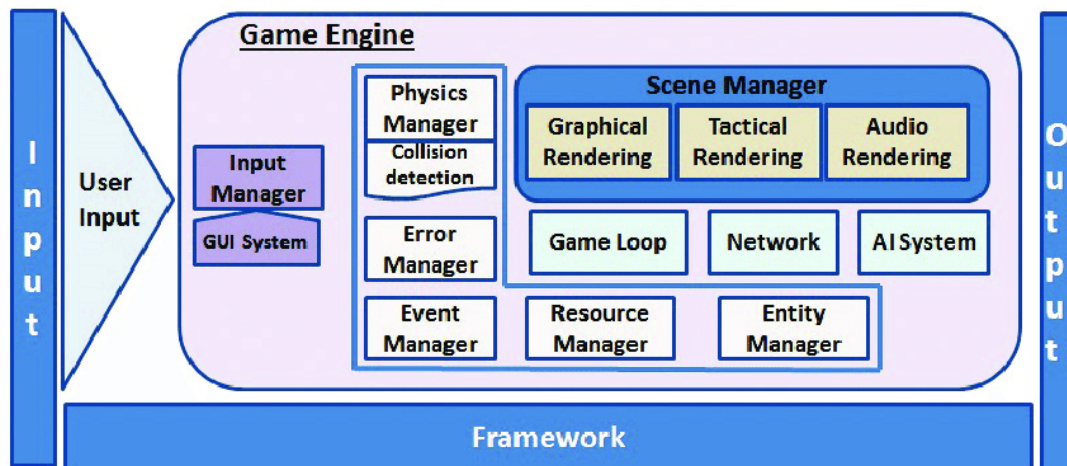 Game Engine
Input
User
Input
Input
Manager
GUI System
Physics
Manager
Collision
detection
Error
Manager
Event
Manager
Resource
Manager
Entity
Manager
Scene Manager
Graphical
Rendering
Tactical
Rendering
Audio
Rendering
Game Loop
Network
AI System
Output
Framework